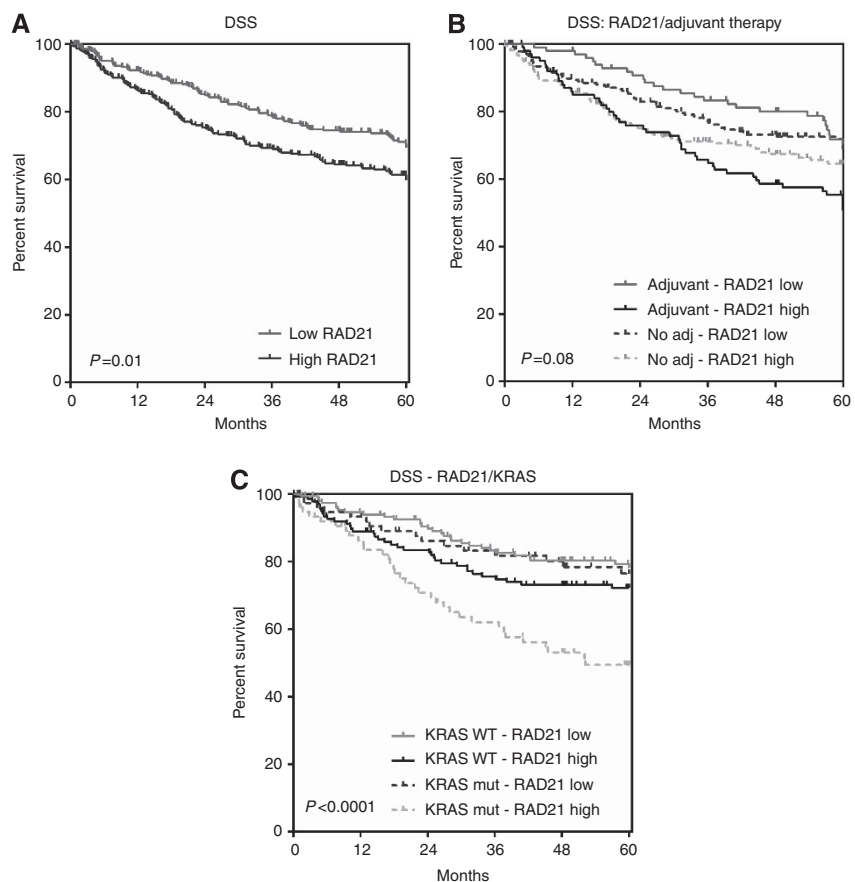 A
DSS
100
80
60
40
20
0
Percent survival
Low RAD21
High RAD21
P=0.01
0 12 24 36 48 60
Months
B
DSS: RAD21/adjuvant therapy
100
80
60
40
20
0
Percent survival
Adjuvant - RAD21 low
Adjuvant - RAD21 high
No adj - RAD21 low
No adj - RAD21 high
P=0.08
0 12 24 36 48 60
Months
C
DSS - RAD21/KRAS
100
80
60
40
20
0
Percent survival
KRAS WT - RAD21 low
KRAS WT - RAD21 high
KRAS mut - RAD21 low
KRAS mut - RAD21 high
P<0.0001
0 12 24 36 48 60
Months